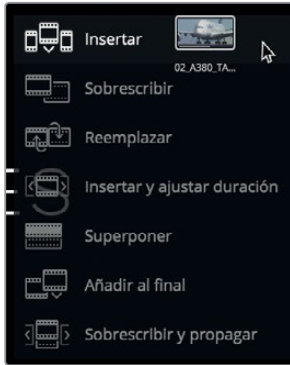 Insertar
02_A380_TA...
Sobrescribir
Reemplazar
Insertar y ajustar duración
Superponer
Añadir al final
Sobrescribir y propagar